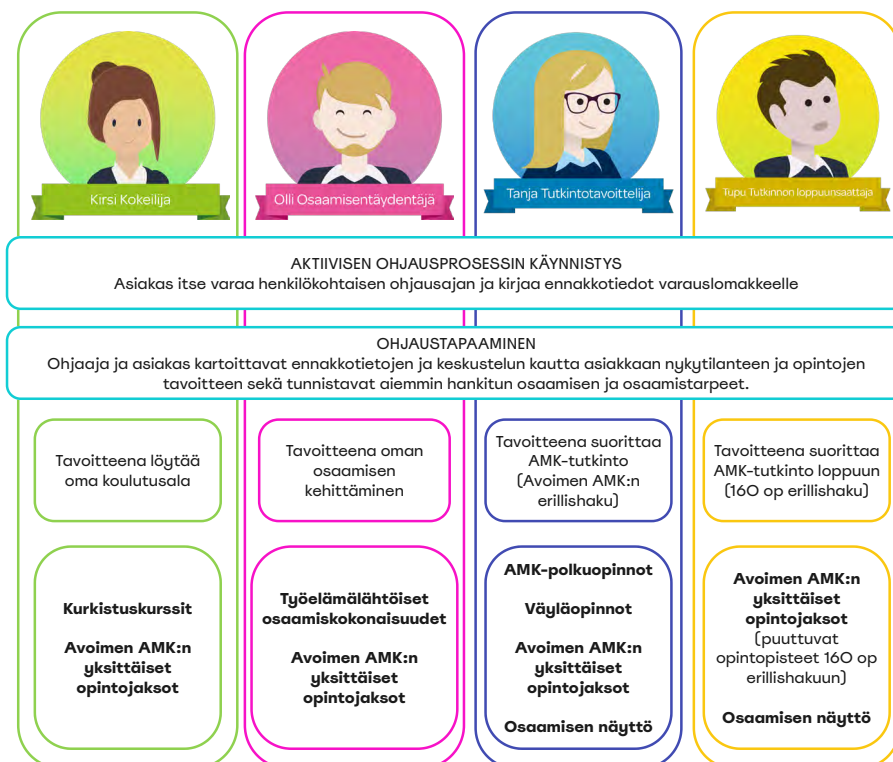 Kirsi Kokeilija
Olli Osaamisentäydentäjä
Tanja Tutkintotavoittelija
Tupu Tutkinnon loppuunsaattaja
AKTIIVISEN OHJAUSPROSESSIN KÄYNNISTYS
Asiakas itse varaa henkilökohtaisen ohjausajan ja kirjaa ennakkotiedot varauslomakkeelle
OHJAUSTAPAAMINEN
Ohjaaja ja asiakas kartoittavat ennakkotietojen ja keskustelun kautta asiakkaan nykytilanteen ja opintojen
tavoitteen sekä tunnistavat aiemmin hankitun osaamisen ja osaamistarpeet.
Tavoitteena löytää
oma koulutusala
Tavoitteena oman
osaamisen
kehittäminen
Tavoitteena suorittaa
AMK-tutkinto
(Avoimen AMK:n
erillishaku)
Tavoitteena suorittaa
AMK-tutkinto loppuun
(160 op erillishaku)
Kurkistuskurssit
Avoimen AMK:n
yksittäiset
opintojaksot
Työelämälähtöiset
osaamiskokonaisuudet
Avoimen AMK:n
yksittäiset
opintojaksot
AMK-polkuopinnot
Väyläopinnot
Avoimen AMK:n
yksittäiset
opintojaksot
Osaamisen näyttö
Avoimen AMK:n
yksittäiset
opintojaksot
(puuttuvat
opintopisteet 160 op
erillishakuun)
Osaamisen näyttö